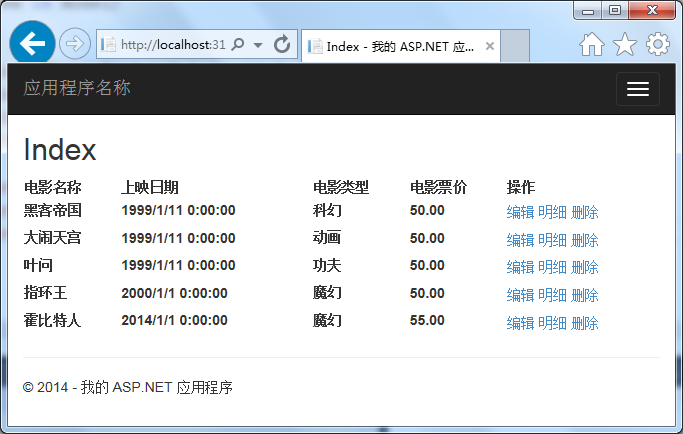 http://localhost:31
Index - 我的 ASP.NET 应...
应用程序名称
Index
电影名称 上映日期 电影类型 电影票价 操作
黑客帝国 1999/1/11 0:00:00 科幻 50.00 编辑 明细 删除
大闹天宫 1999/1/11 0:00:00 动画 50.00 编辑 明细 删除
叶问 1999/1/11 0:00:00 功夫 50.00 编辑 明细 删除
指环王 2000/1/1 0:00:00 魔幻 50.00 编辑 明细 删除
霍比特人 2014/1/1 0:00:00 魔幻 55.00 编辑 明细 删除
© 2014 - 我的 ASP.NET 应用程序